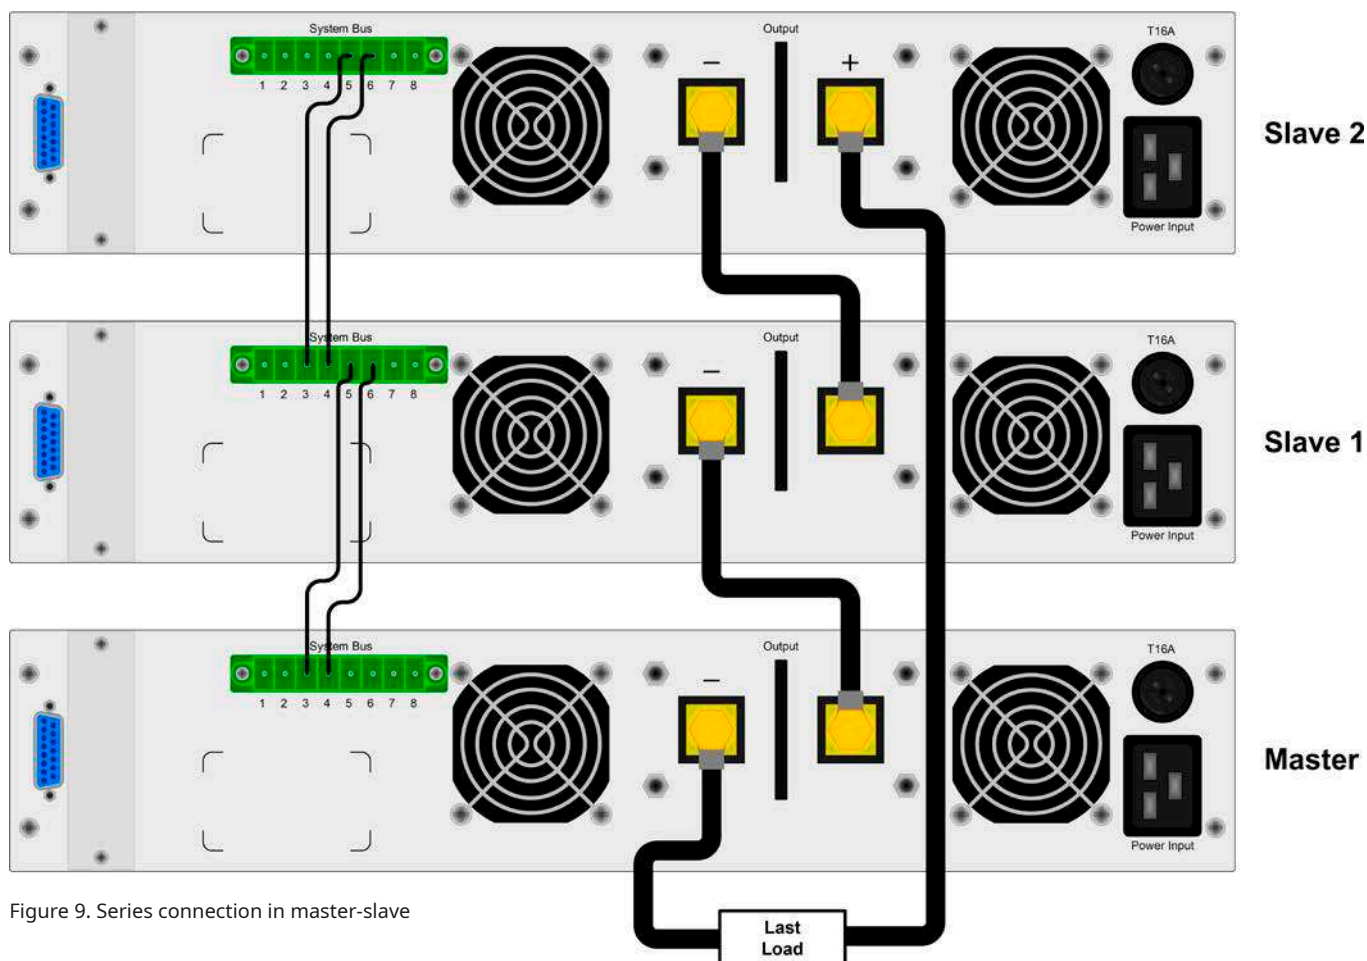 System Bus
Output
T16A
− +
1 2 3 4 5 6 7 8
Power Input
Slave 2
System Bus
Output
T16A
−
1 2 3 4 5 6 7 8
Power Input
Slave 1
System Bus
Output
T16A
−
1 2 3 4 5 6 7 8
Power Input
Master
Figure 9. Series connection in master-slave
Last
Load